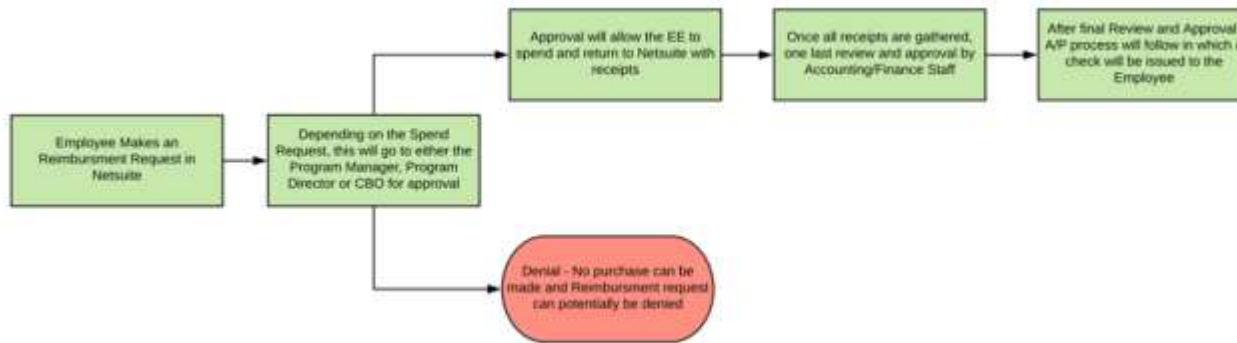 Employee Makes an
Reimbursment Request in
Netsuite
Depending on the Spend
Request, this will go to either the
Program Manager, Program
Director or CBO for approval
Approval will allow the EE to
spend and return to Netsuite with
receipts
Once all receipts are gathered,
one last review and approval by
Accounting/Finance Staff
After final Review and Approval
A/P process will follow in which
check will be issued to the
Employee
Denial - No purchase can be
made and Reimbursment request
can potentially be denied